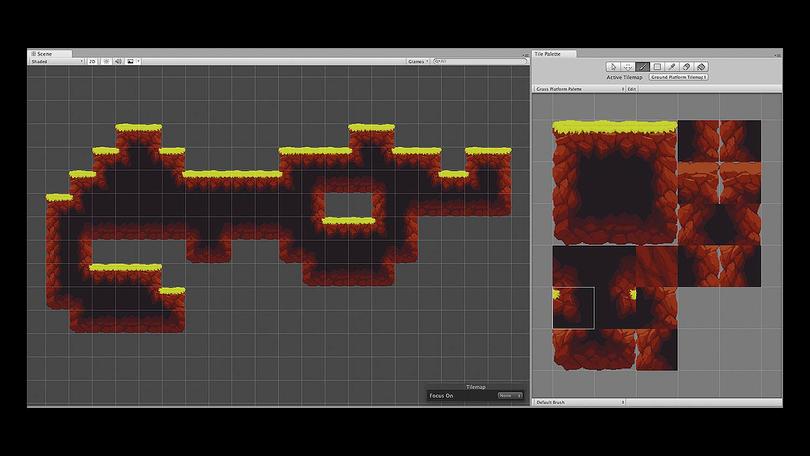 Scene
Shaded
2D
Gizmos
All
Tilemap
Focus On
None
Tile Palette
Active Tilemap
Ground Platform Tilemap
Grass Platform Palette
Edit
Default Brush